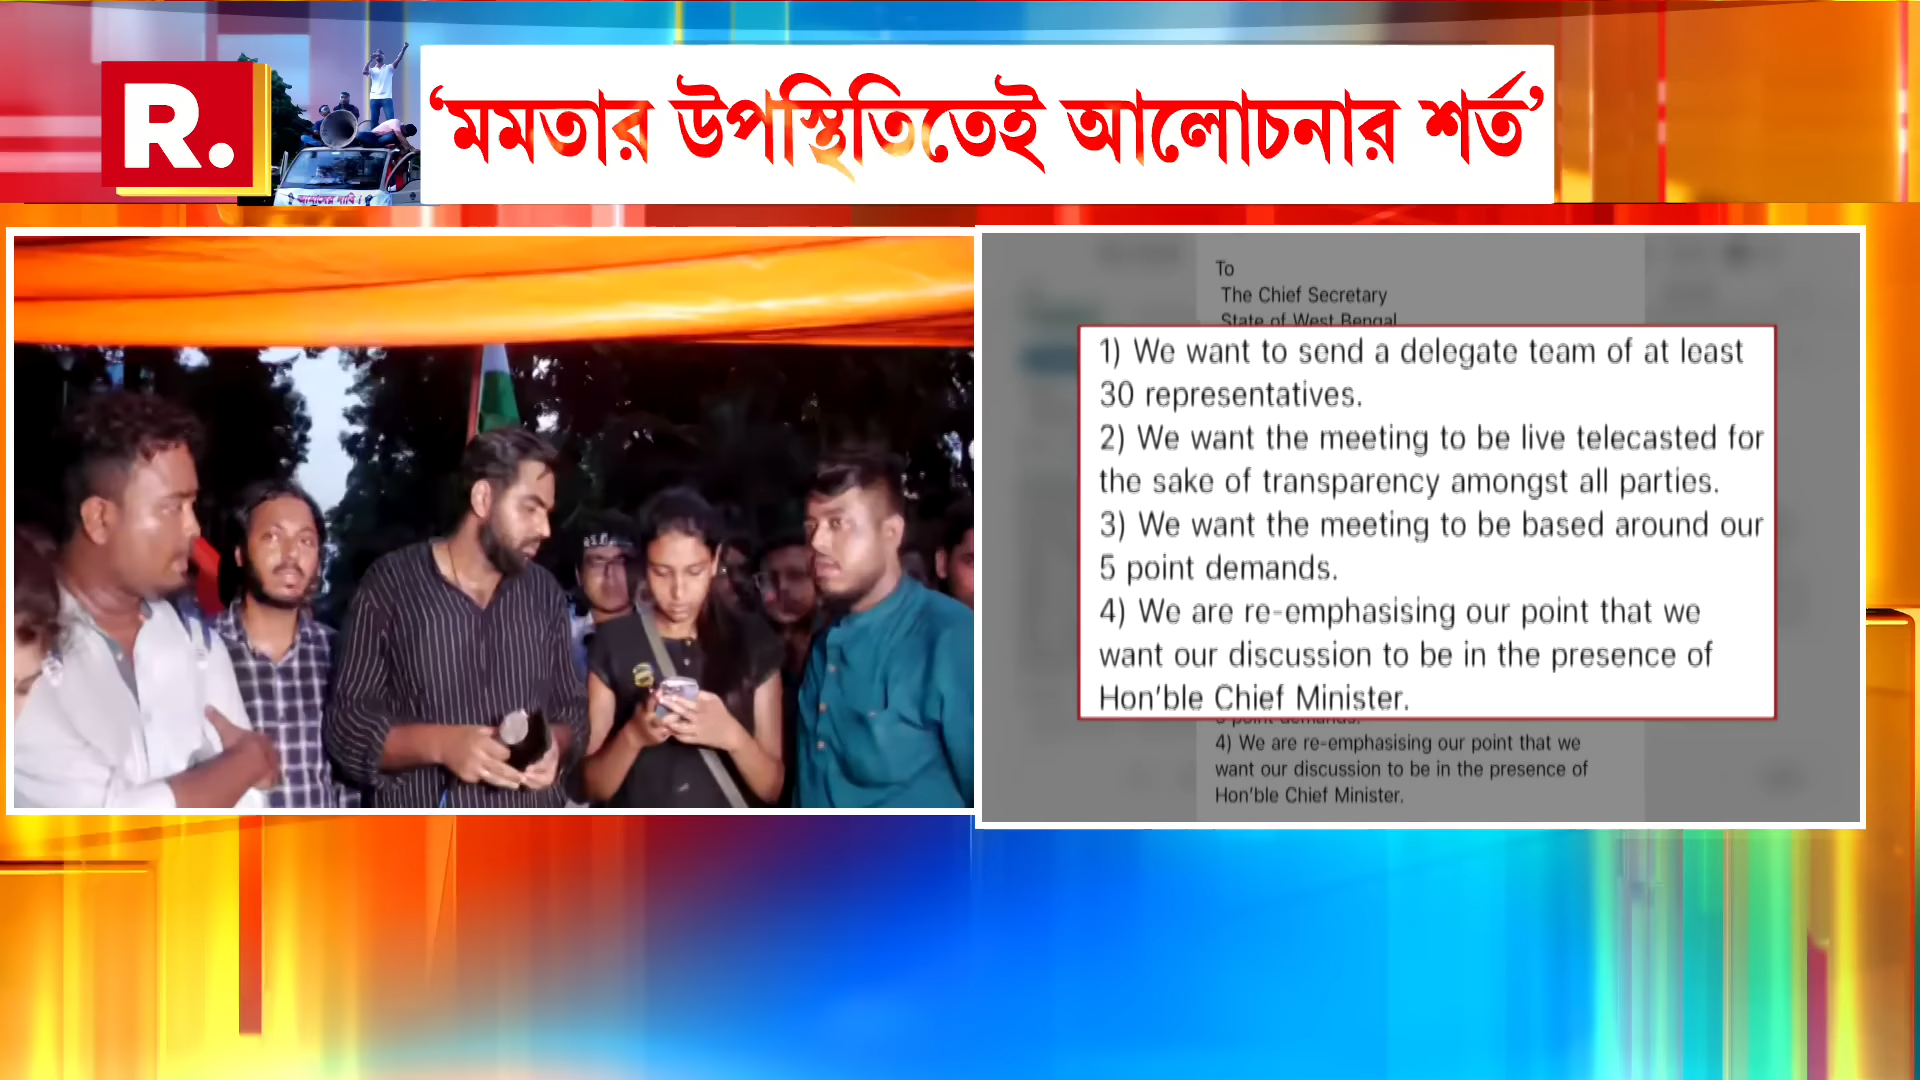 R.
‘মমতার উপস্থিতিতেই আলোচনার শর্ত’
To
The Chief Secretary
State of West Bengal
1) We want to send a delegate team of at least
30 representatives.
2) We want the meeting to be live telecasted for
the sake of transparency amongst all parties.
3) We want the meeting to be based around our
5 point demands.
4) We are re-emphasising our point that we
want our discussion to be in the presence of
Hon'ble Chief Minister.
5 point demands.
4) We are re-emphasising our point that we
want our discussion to be in the presence of
Hon'ble Chief Minister.